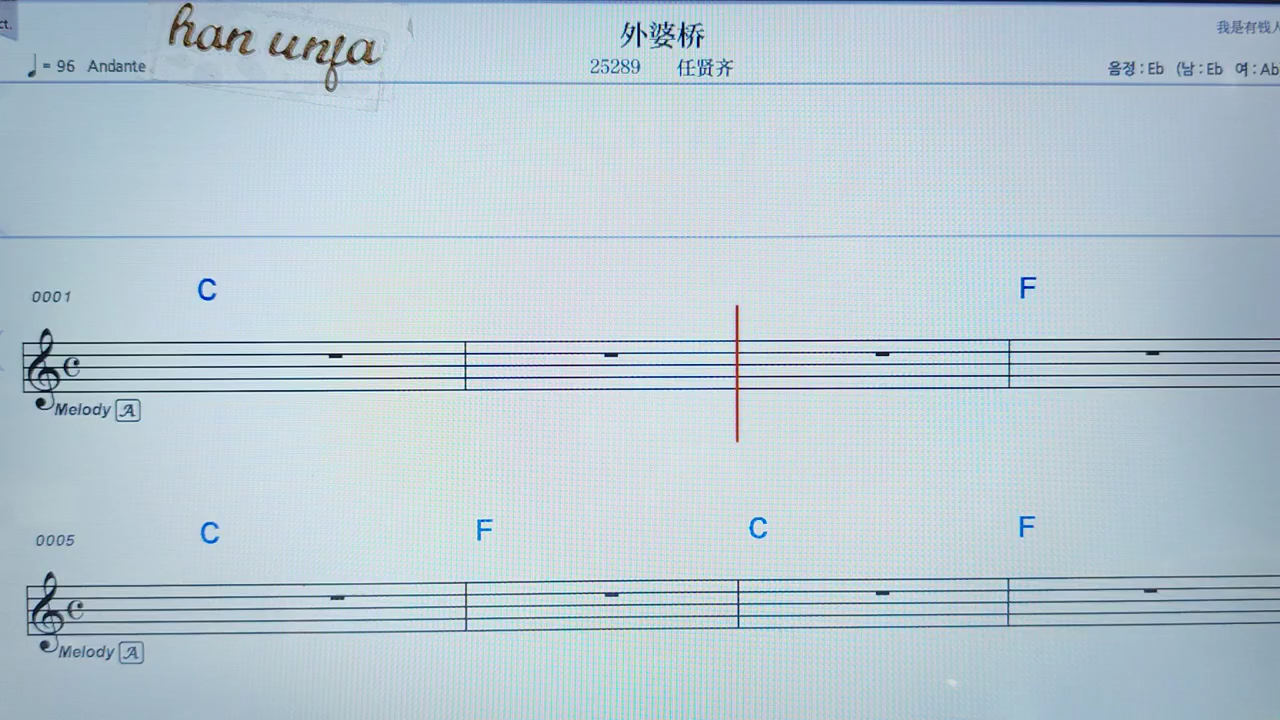 ct.
han unfa
外婆桥
我是有钱人
♩ = 96 Andante
25289 任贤齐
음정 : Eb (남 : Eb 여 : Ab
0001
C F
Melody A
0005
C F C F
Melody A